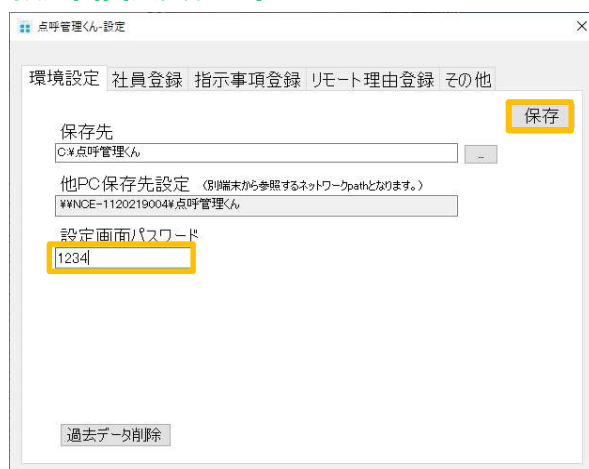 点呼管理くん-設定
環境設定 社員登録 指示事項登録 リモート理由登録 その他
保存
保存先
C:¥点呼管理くん
..
他PC保存先設定 (別端末から参照するネットワークpathとなります。)
¥¥NCE-1120219004¥点呼管理くん
設定画面パスワード
1234
過去データ削除